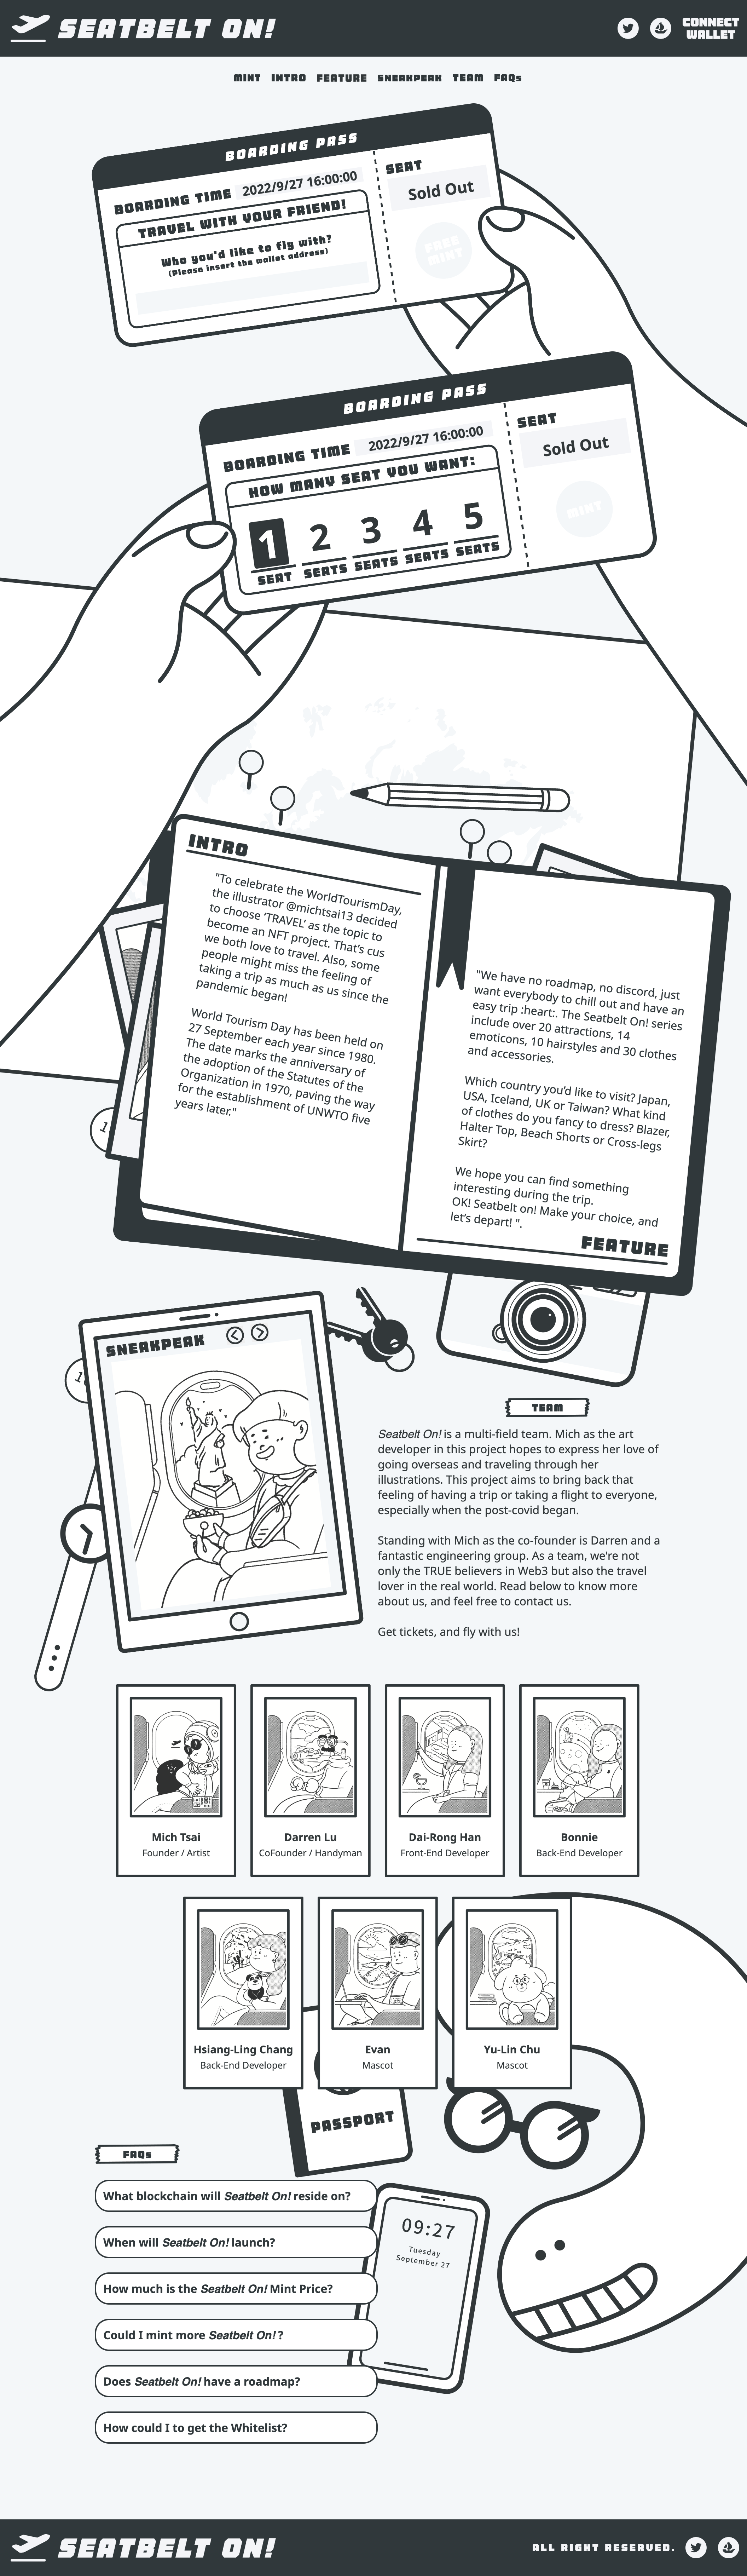 SEATBELT ON!
CONNECT
WALLET
MINT INTRO FEATURE SNEAKPEAK TEAM FAQs
BOARDING PASS
BOARDING TIME 2022/9/27 16:00:00
TRAVEL WITH YOUR FRIEND!
Who you'd like to fly with?
(Please insert the wallet address)
SEAT
Sold Out
FREE
MINT
BOARDING PASS
BOARDING TIME 2022/9/27 16:00:00
HOW MANY SEAT YOU WANT:
1 2 3 4 5
SEAT SEATS SEATS SEATS SEATS
SEAT
Sold Out
MINT
INTRO
"To celebrate the WorldTourismDay,
the illustrator @michtsai13 decided
to choose ‘TRAVEL’ as the topic to
become an NFT project. That’s cus
we both love to travel. Also, some
people might miss the feeling of
taking a trip as much as us since the
pandemic began!
World Tourism Day has been held on
27 September each year since 1980.
The date marks the anniversary of
the adoption of the Statutes of the
Organization in 1970, paving the way
for the establishment of UNWTO five
years later."
"We have no roadmap, no discord, just
want everybody to chill out and have an
easy trip :heart:. The Seatbelt On! series
include over 20 attractions, 14
emoticons, 10 hairstyles and 30 clothes
and accessories.
Which country you’d like to visit? Japan,
USA, Iceland, UK or Taiwan? What kind
of clothes do you fancy to dress? Blazer,
Halter Top, Beach Shorts or Cross-legs
Skirt?
We hope you can find something
interesting during the trip.
OK! Seatbelt on! Make your choice, and
let’s depart! ".
FEATURE
SNEAKPEAK
TEAM
Seatbelt On! is a multi-field team. Mich as the art
developer in this project hopes to express her love of
going overseas and traveling through her
illustrations. This project aims to bring back that
feeling of having a trip or taking a flight to everyone,
especially when the post-covid began.
Standing with Mich as the co-founder is Darren and a
fantastic engineering group. As a team, we're not
only the TRUE believers in Web3 but also the travel
lover in the real world. Read below to know more
about us, and feel free to contact us.
Get tickets, and fly with us!
Mich Tsai
Founder / Artist
Darren Lu
CoFounder / Handyman
Dai-Rong Han
Front-End Developer
Bonnie
Back-End Developer
Hsiang-Ling Chang
Back-End Developer
Evan
Mascot
Yu-Lin Chu
Mascot
PASSPORT
FAQs
What blockchain will Seatbelt On! reside on?
When will Seatbelt On! launch?
How much is the Seatbelt On! Mint Price?
Could I mint more Seatbelt On! ?
Does Seatbelt On! have a roadmap?
How could I to get the Whitelist?
09:27
Tuesday
September 27
SEATBELT ON!
ALL RIGHT RESERVED.